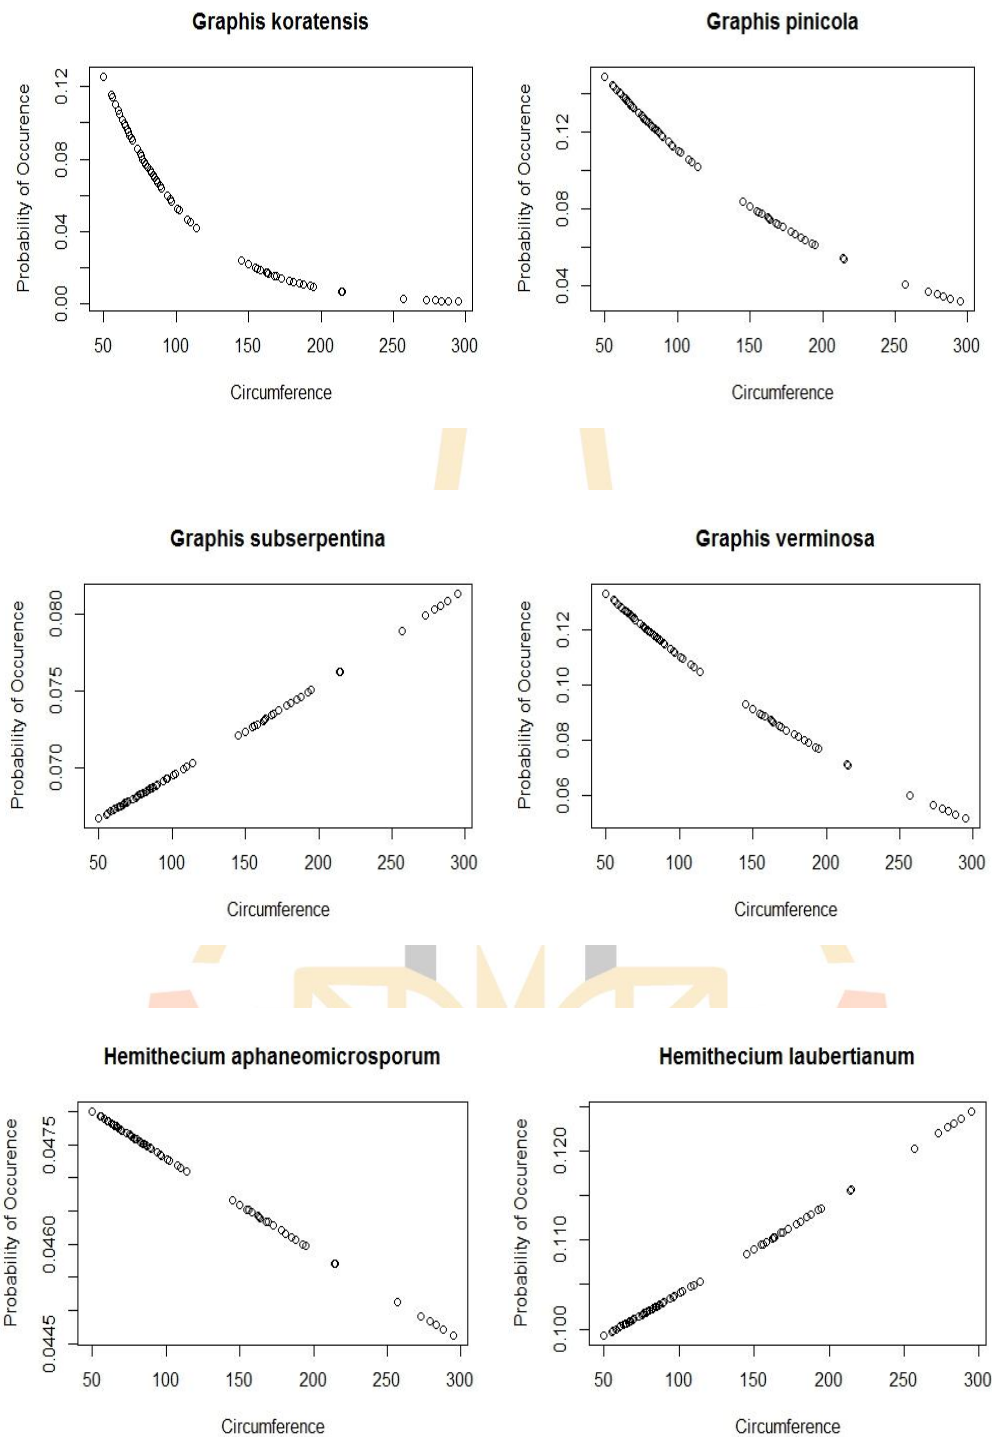 Graphis koratensis
Probability of Occurence
0.00 0.04 0.08 0.12
50 100 150 200 250 300
Circumference
Graphis pinicola
Probability of Occurence
0.04 0.08 0.12
50 100 150 200 250 300
Circumference
Graphis subserpentina
Probability of Occurence
0.070 0.075 0.080
50 100 150 200 250 300
Circumference
Graphis verminosa
Probability of Occurence
0.06 0.08 0.10 0.12
50 100 150 200 250 300
Circumference
Hemithecium aphaneomicrosporum
Probability of Occurence
0.0445 0.0460 0.0475
50 100 150 200 250 300
Circumference
Hemithecium laubertianum
Probability of Occurence
0.100 0.110 0.120
50 100 150 200 250 300
Circumference